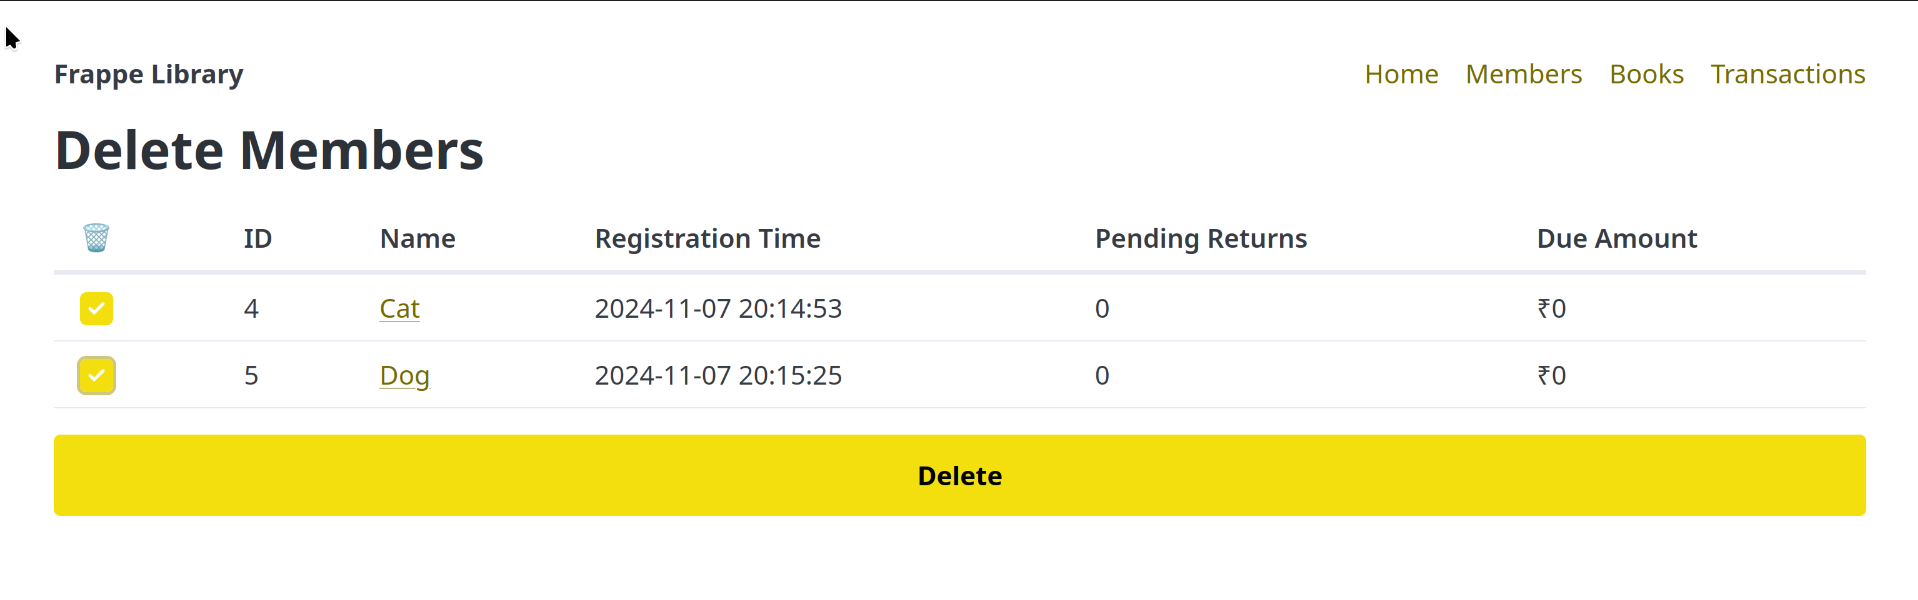 Frappe Library Home Members Books Transactions
Delete Members
ID Name Registration Time Pending Returns Due Amount
4 Cat 2024-11-07 20:14:53 0 ₹0
5 Dog 2024-11-07 20:15:25 0 ₹0
Delete